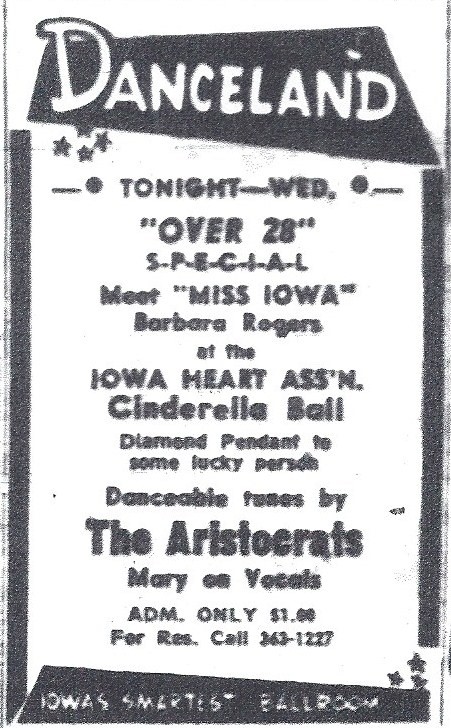 DANCELAND
TONIGHT—WED.
"OVER 28"
S-P-E-C-I-A-L
Meet "MISS IOWA"
Barbara Rogers
at the
IOWA HEART ASS'N.
Cinderella Ball
Diamond Pendant to
some lucky person
Danceable tunes by
The Aristocrats
Mary on Vocals
ADM. ONLY $1.00
For Res. Call 363-1227
IOWA'S SMARTEST BALLROOM